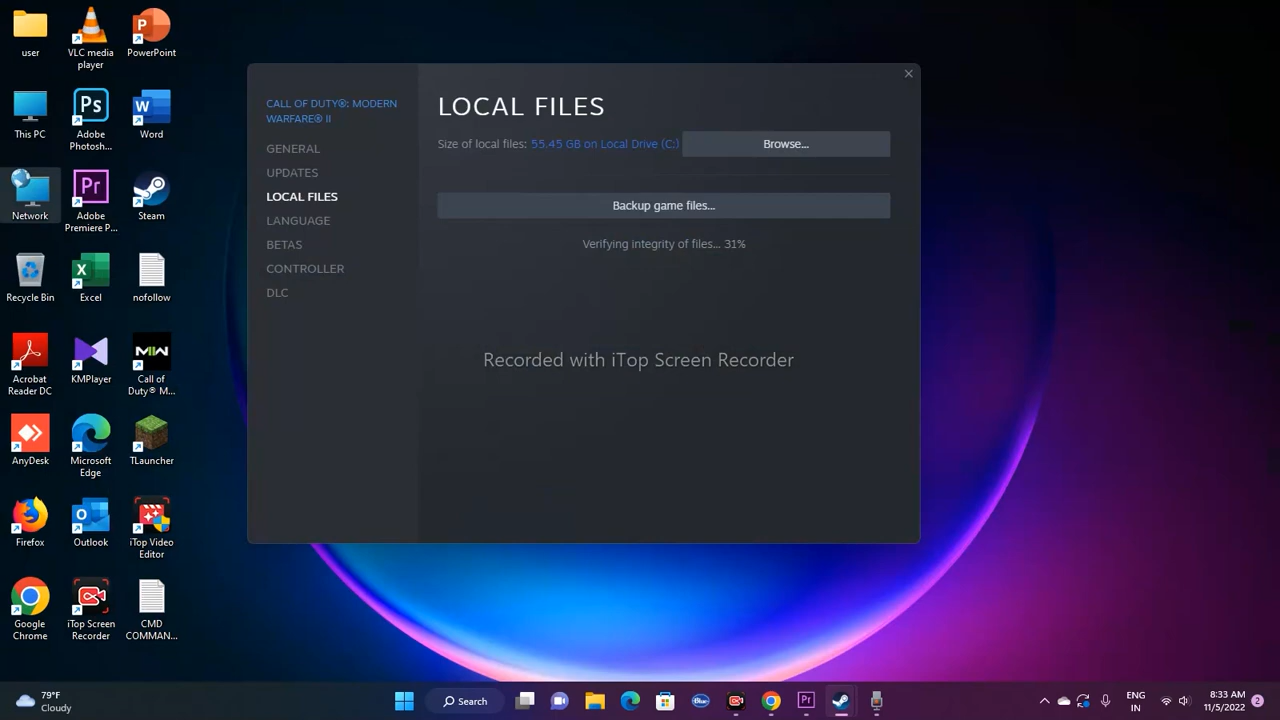 user
VLC media
player
PowerPoint
This PC
Adobe
Photosh...
Word
Network
Adobe
Premiere P...
Steam
Recycle Bin
Excel
nofollow
Acrobat
Reader DC
KMPlayer
Call of
Duty® M...
AnyDesk
Microsoft
Edge
TLauncher
Firefox
Outlook
iTop Video
Editor
Google
Chrome
iTop Screen
Recorder
CMD
COMMAN...
CALL OF DUTY®: MODERN
WARFARE® II
GENERAL
UPDATES
LOCAL FILES
LANGUAGE
BETAS
CONTROLLER
DLC
LOCAL FILES
Size of local files: 55.45 GB on Local Drive (C:)
Browse...
Backup game files...
Verifying integrity of files... 31%
Recorded with iTop Screen Recorder
79°F
Cloudy
Search
ENG
IN
8:33 AM
11/5/2022
2